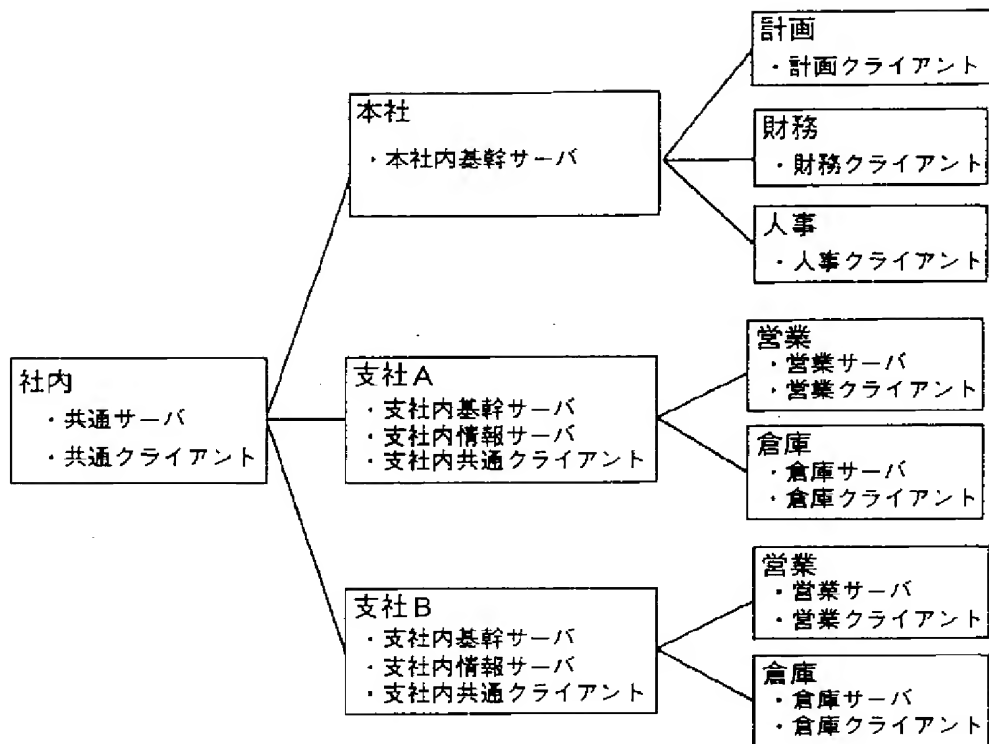 計画
・計画クライアント
本社
・本社内基幹サーバ
財務
・財務クライアント
人事
・人事クライアント
社内
・共通サーバ
・共通クライアント
支社A
・支社内基幹サーバ
・支社内情報サーバ
・支社内共通クライアント
営業
・営業サーバ
・営業クライアント
倉庫
・倉庫サーバ
・倉庫クライアント
支社B
・支社内基幹サーバ
・支社内情報サーバ
・支社内共通クライアント
営業
・営業サーバ
・営業クライアント
倉庫
・倉庫サーバ
・倉庫クライアント